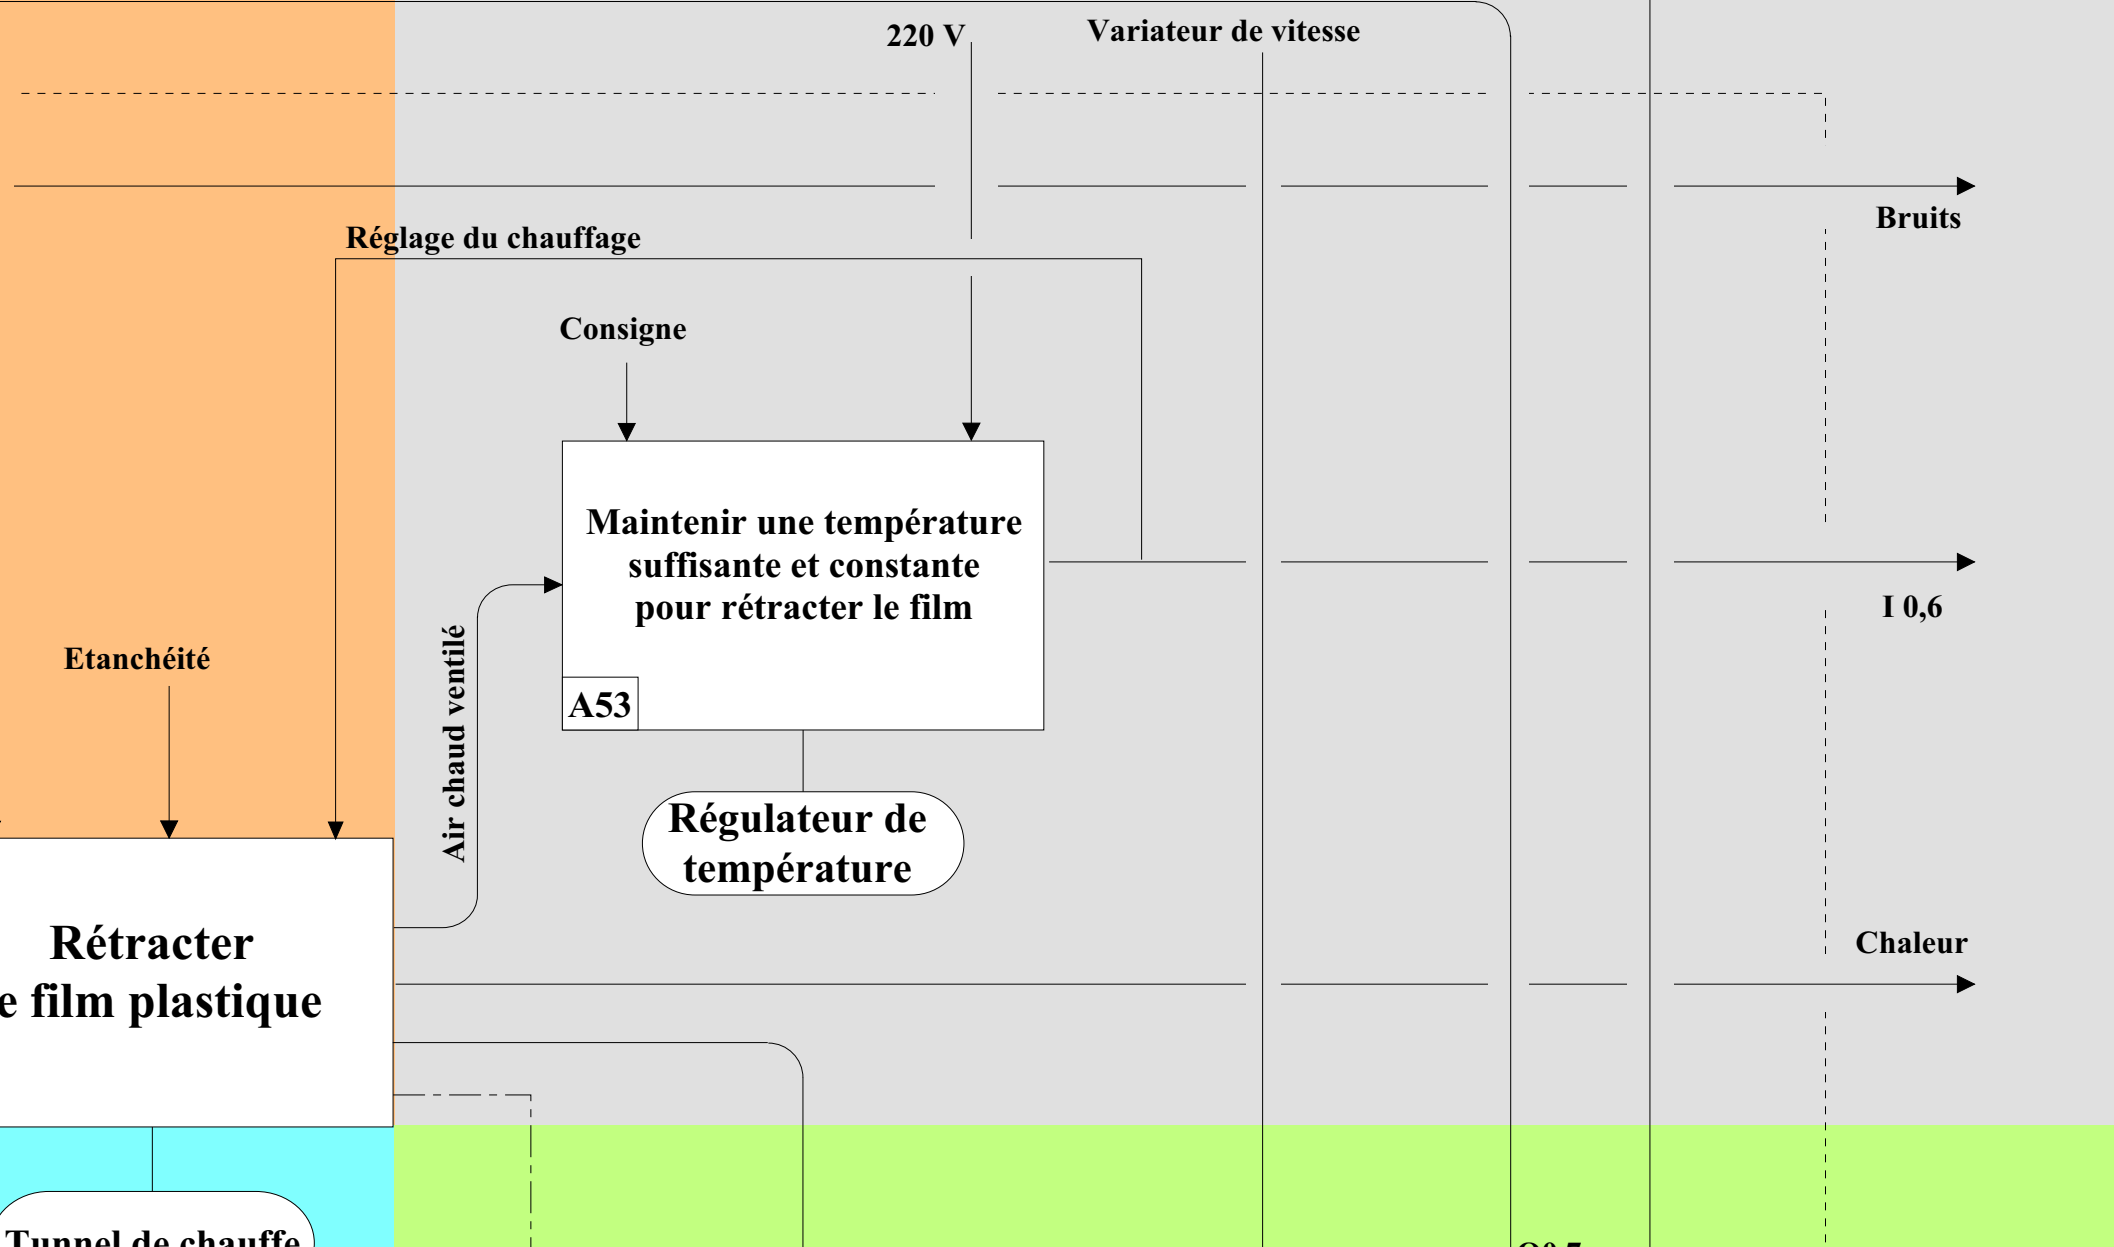 220 V
Variateur de vitesse
Bruits
Réglage du chauffage
Consigne
Maintenir une température
suffisante et constante
pour rétracter le film
I 0,6
Etanchéité
Air chaud ventilé
A53
Régulateur de
température
Rétracter
e film plastique
Chaleur
Tunnel de chauffe